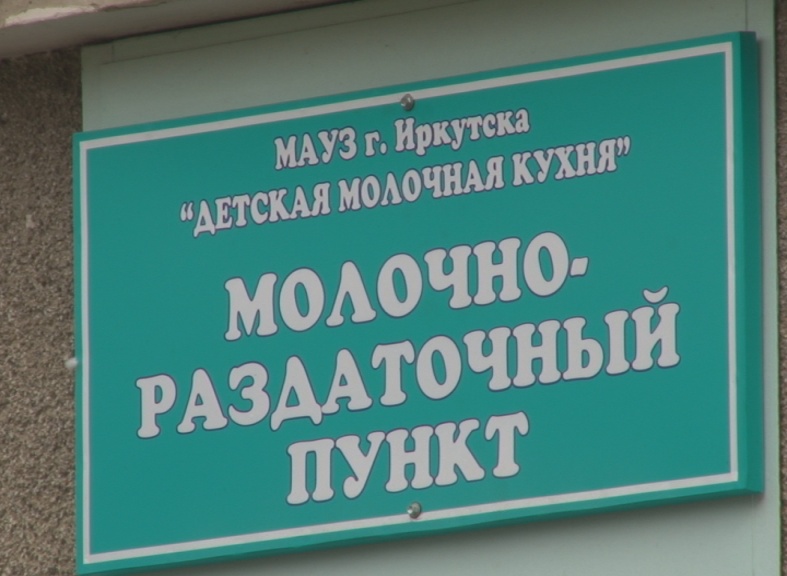 МАУЗ г. Иркутска
“ДЕТСКАЯ МОЛОЧНАЯ КУХНЯ”
МОЛОЧНО-
РАЗДАТОЧНЫЙ
ПУНКТ